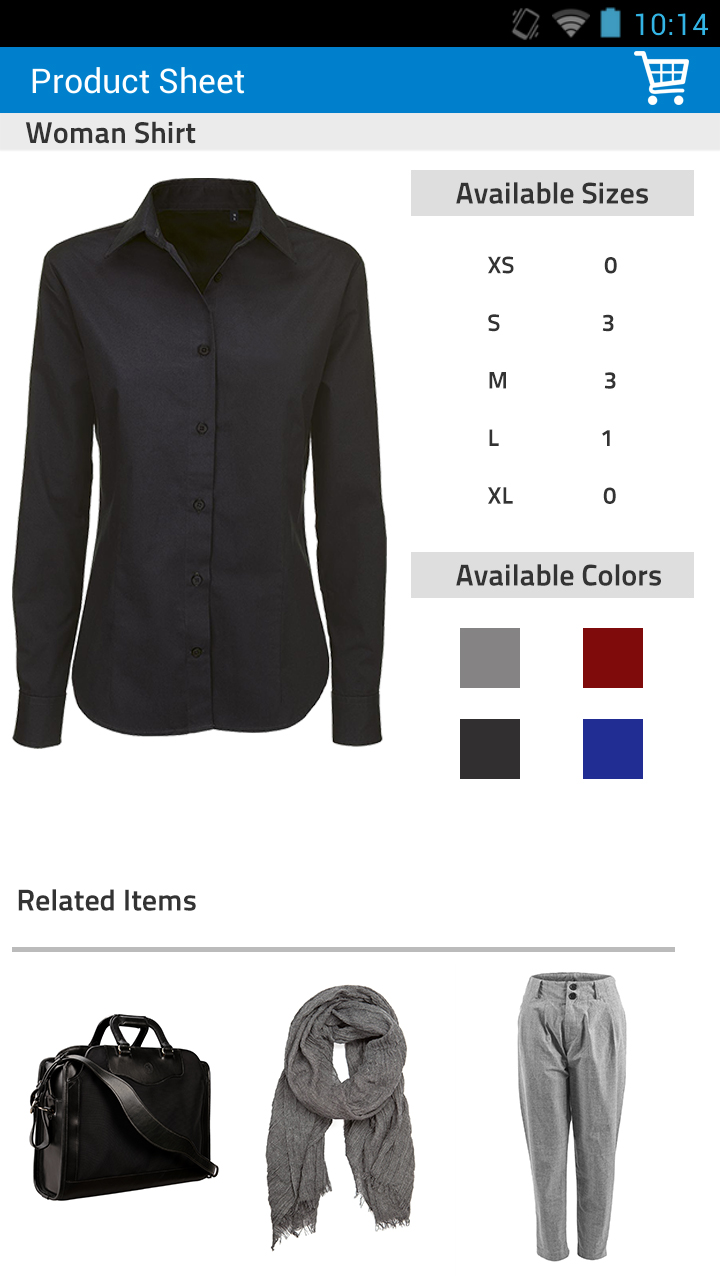 10:14
Product Sheet
Woman Shirt
Available Sizes
XS 0
S 3
M 3
L 1
XL 0
Available Colors
Related Items